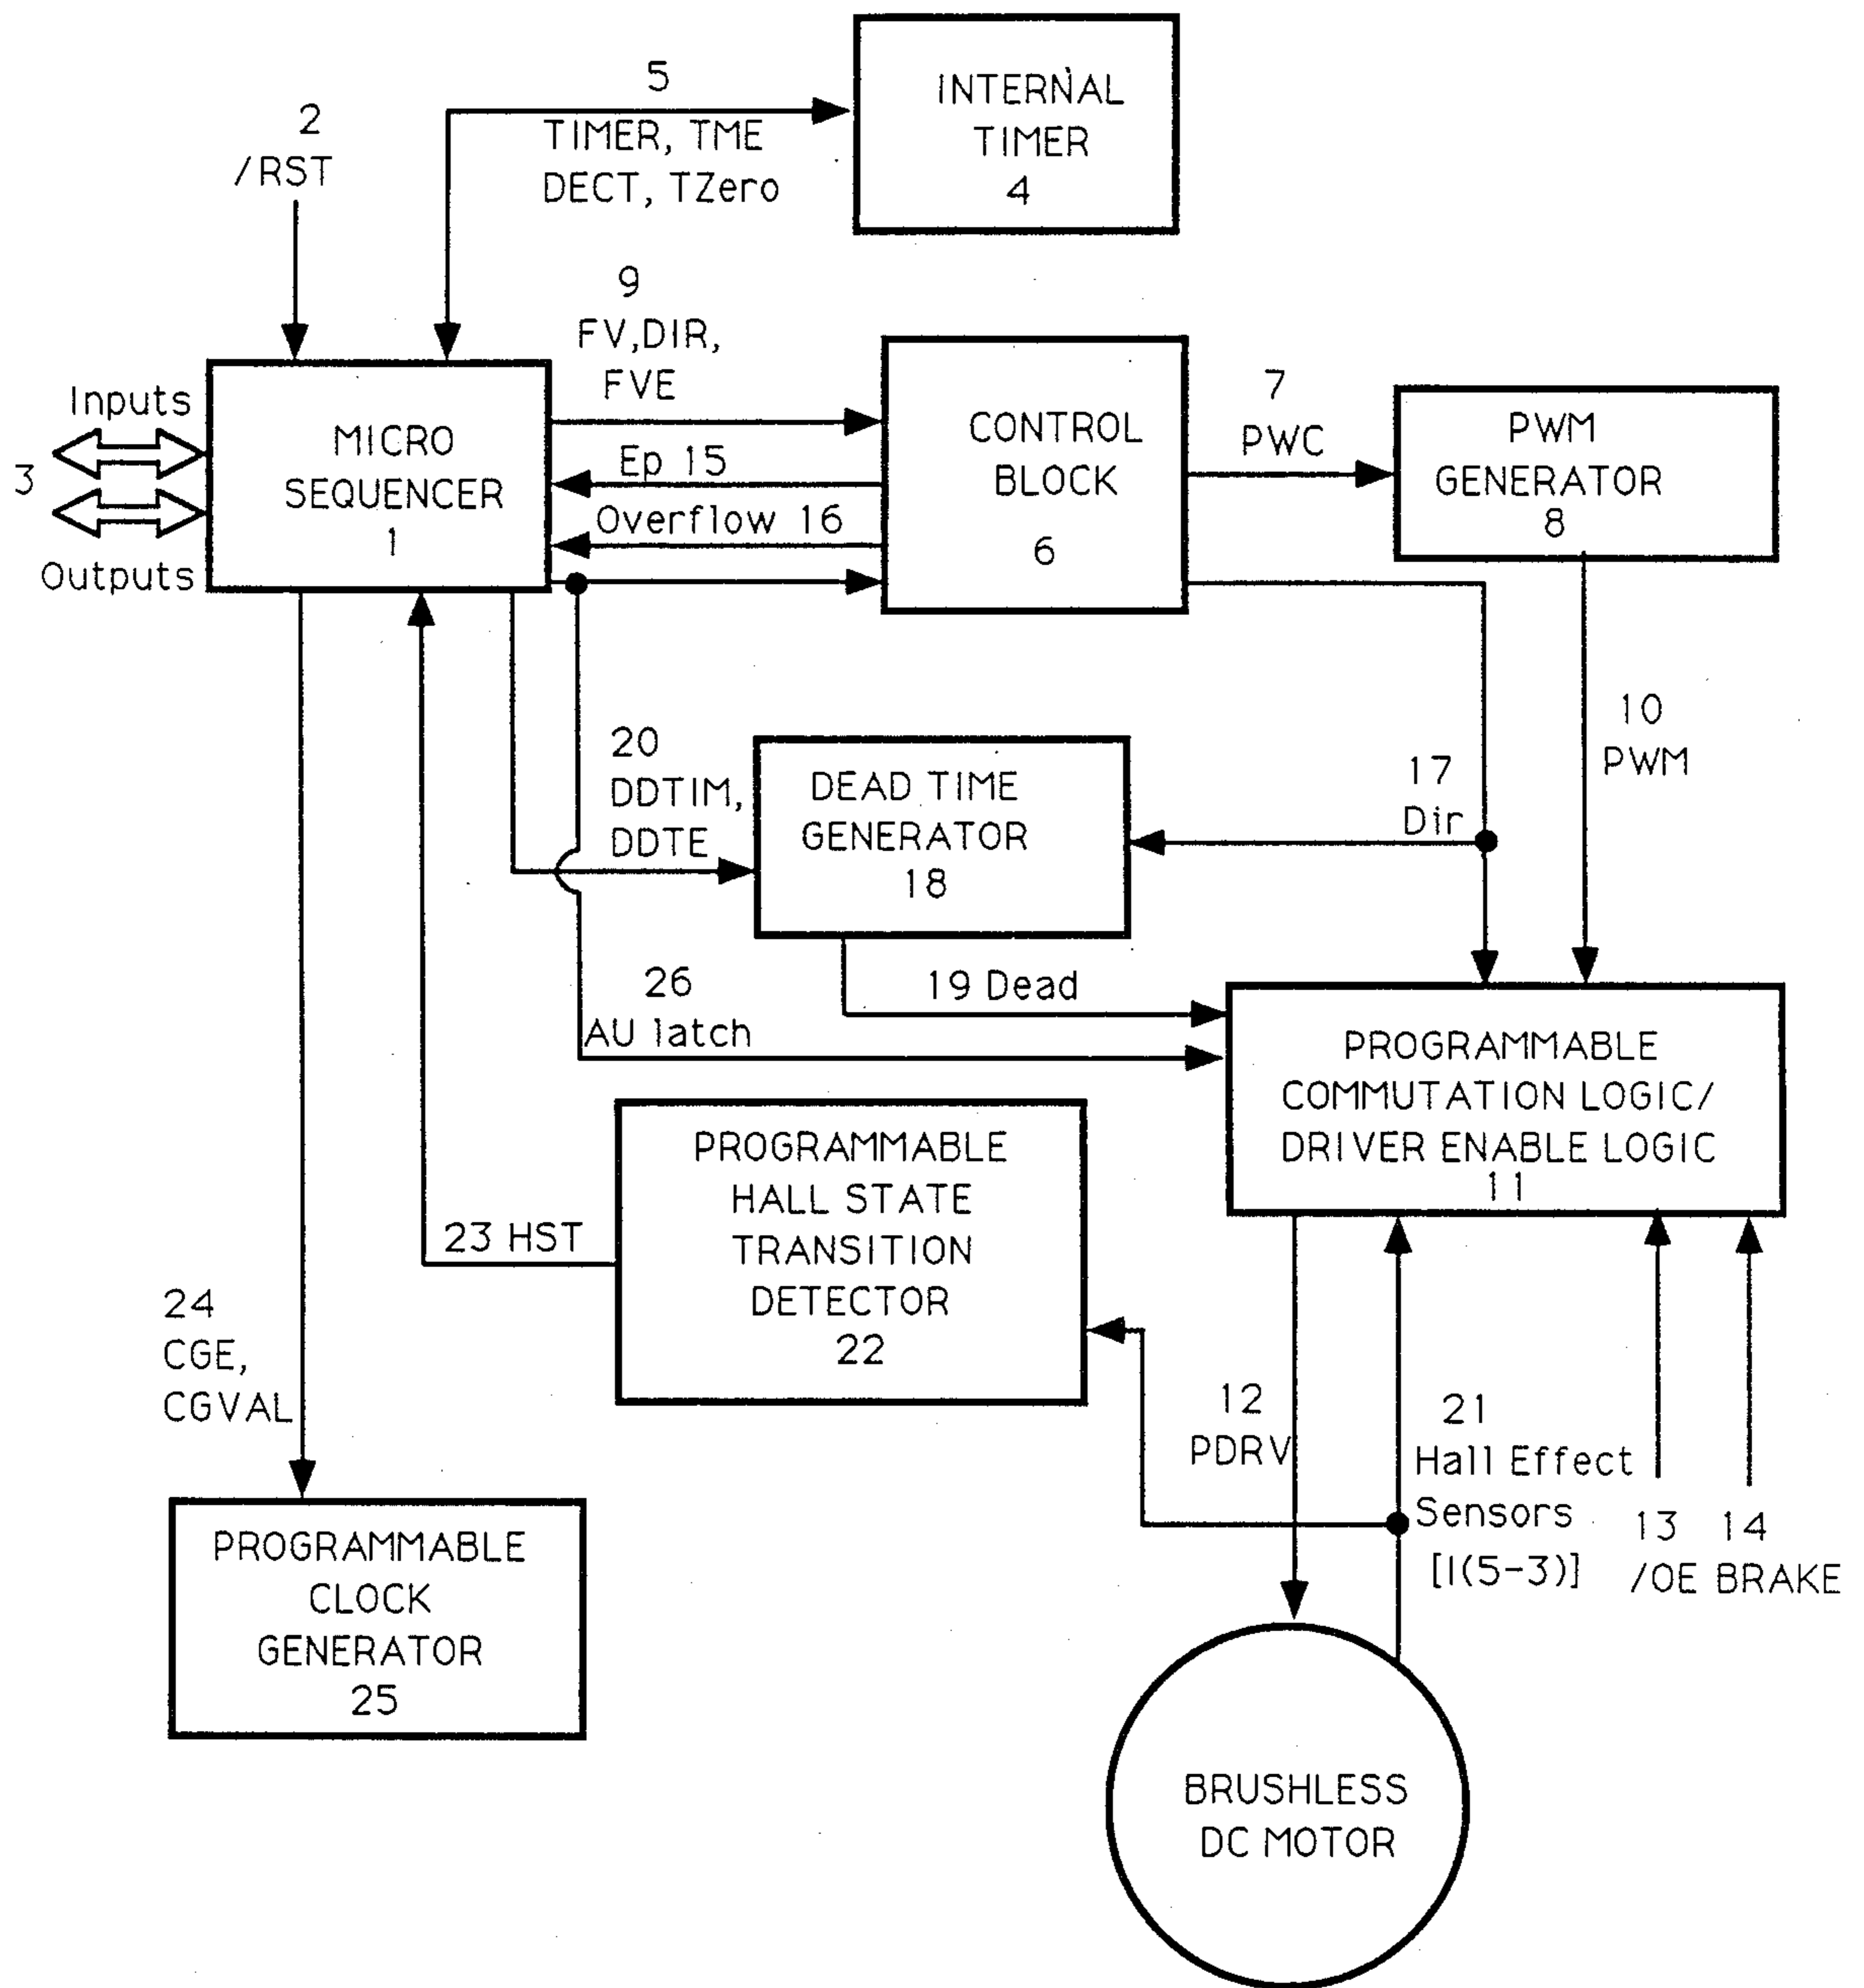 INTERNAL
TIMER
4
5
TIMER, TME
DECT, TZero
2
/RST
9
FV,DIR,
FVE
Inputs
3
Outputs
MICRO
SEQUENCER
1
Ep 15
Overflow 16
CONTROL
BLOCK
6
7
PWC
PWM
GENERATOR
8
10
PWM
17
Dir
20
DDTIM,
DDTE
DEAD TIME
GENERATOR
18
19 Dead
26
AU latch
PROGRAMMABLE
COMMUTATION LOGIC/
DRIVER ENABLE LOGIC
11
PROGRAMMABLE
HALL STATE
TRANSITION
DETECTOR
22
23 HST
24
CGE,
CGVAL
12
PDRV
21
Hall Effect
Sensors
[I(5-3)]
13
/OE
14
BRAKE
PROGRAMMABLE
CLOCK
GENERATOR
25
BRUSHLESS
DC MOTOR